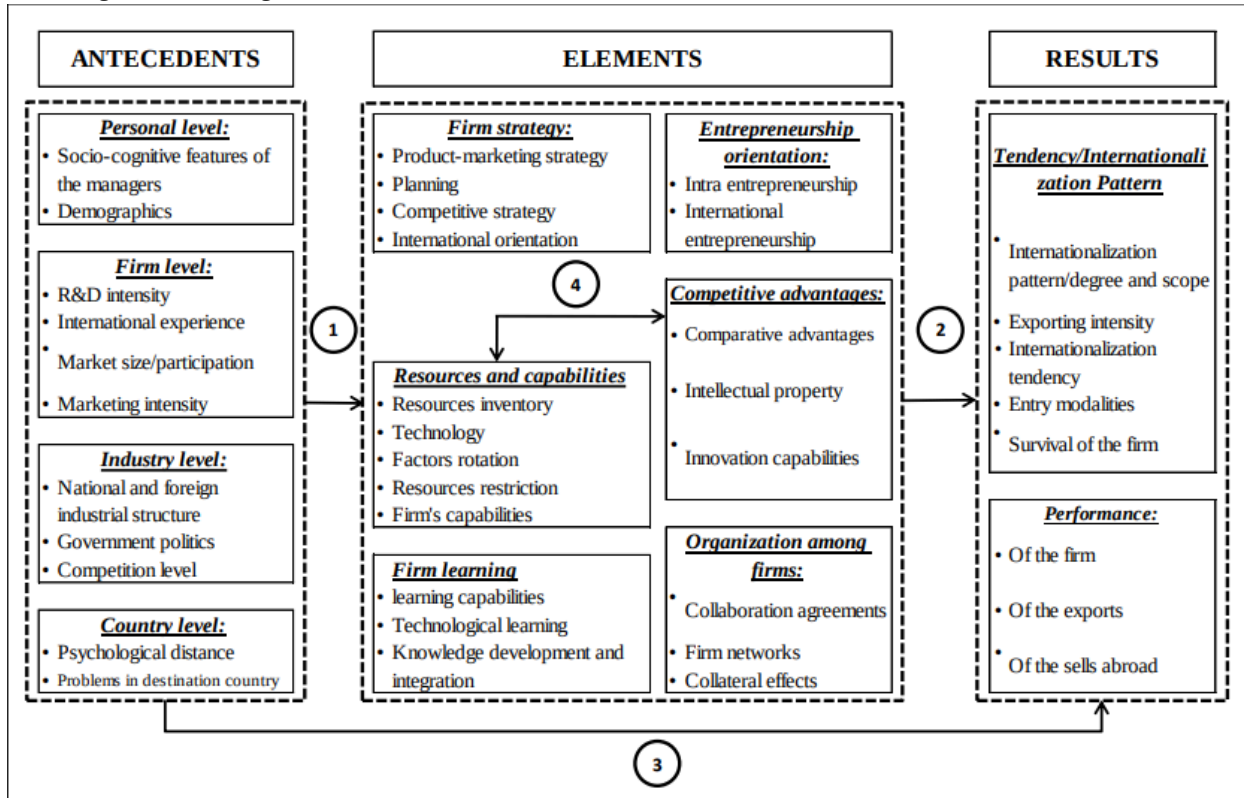 ANTECEDENTS
Personal level:
• Socio-cognitive features of
the managers
• Demographics
Firm level:
• R&D intensity
• International experience
• Market size/participation
• Marketing intensity
Industry level:
• National and foreign
industrial structure
• Government politics
• Competition level
Country level:
• Psychological distance
• Problems in destination country
1
ELEMENTS
Firm strategy:
• Product-marketing strategy
• Planning
• Competitive strategy
• International orientation
Entrepreneurship
orientation:
• Intra entrepreneurship
• International
entrepreneurship
4
Resources and capabilities
• Resources inventory
• Technology
• Factors rotation
• Resources restriction
• Firm's capabilities
Competitive advantages:
• Comparative advantages
• Intellectual property
• Innovation capabilities
Firm learning
• learning capabilities
• Technological learning
• Knowledge development and
integration
Organization among
firms:
• Collaboration agreements
• Firm networks
• Collateral effects
2
RESULTS
Tendency/Internationali
zation Pattern
• Internationalization
pattern/degree and scope
• Exporting intensity
• Internationalization
tendency
• Entry modalities
• Survival of the firm
Performance:
• Of the firm
• Of the exports
• Of the sells abroad
3